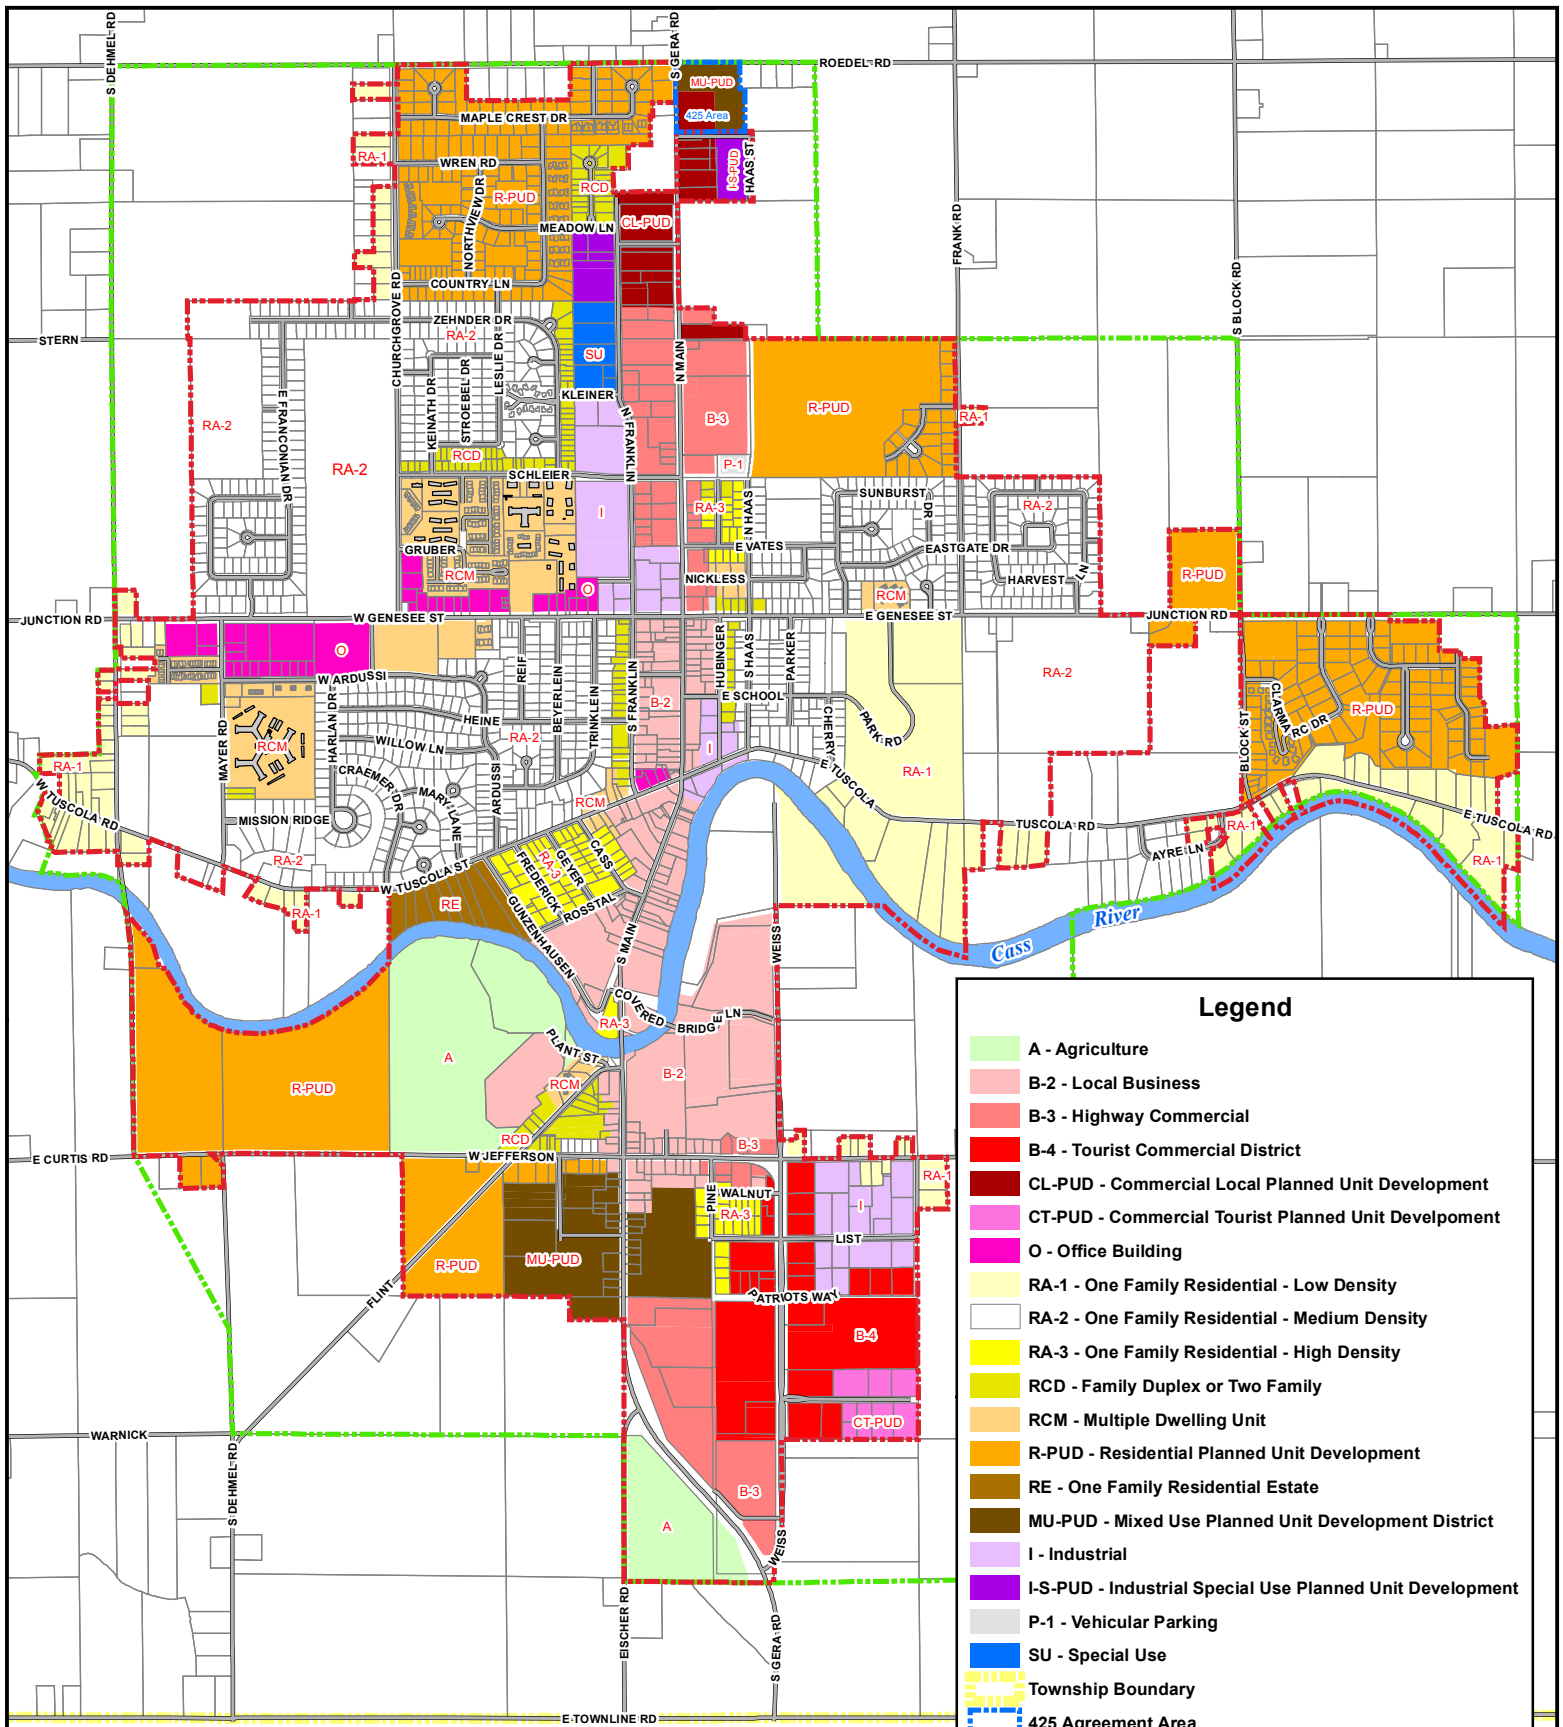 S DEHMEL RD
S GERA RD
ROEDEL RD
MU-PUD
425 Area
MAPLE CREST DR
RA-1
WREN RD
I-S-PUD
HAAS ST
RCD
R-PUD
NORTHVIEW DR
CL-PUD
MEADOW LN
FRANK RD
S BLOCK RD
COUNTRY LN
CHURCHGROVE RD
ZEHNDER DR
RA-2
STERN
LESLIE DR
SU
N MAIN
KEINATH DR
STROEBEL DR
E FRANCONIAN DR
KLEINER
R-PUD
RA-2
N FRANKLIN
B-3
RA-1
RCD
RA-2
P-1
SCHLEIER
SUNBURST DR
RA-3
N HAAS
RA-2
I
GRUBER
E VATES
EASTGATE DR
RCM
NICKLESS
HARVEST LN
R-PUD
O
RCM
JUNCTION RD
W GENESEE ST
E GENESEE ST
JUNCTION RD
O
REIF
BEYERLEIN
TRINKLEIN
S FRANKLIN
HUBINGER
S HAAS
PARKER
RA-2
W ARDUSSI
B-2
E SCHOOL
CLARMARC DR
R-PUD
HEINE
CHERRY
PARK RD
MAYER RD
HARLAN DR
RCM
WILLOW LN
RA-2
I
BLOCK ST
RA-1
E TUSCOLA
RA-1
CRAEMER DR
MARY LANE
ARDUSSI
RCM
W TUSCOLA RD
MISSION RIDGE
TUSCOLA RD
RA-1
E TUSCOLA RD
AYRE LN
RA-2
W TUSCOLA ST
CASS
GEYER
RA-3
FREDERICK
RA-1
RE
ROSSTAL
GUNZENHAUSEN
RA-1
S MAIN
WEISS
Cass
River
COVERED
BRIDGE LN
RA-3
PLANT ST
A
B-2
RCM
R-PUD
RCD
B-3
E CURTIS RD
W JEFFERSON
RA-1
PINE
WALNUT
RA-3
I
LIST
R-PUD
MU-PUD
FLINT
PATRIOTS WAY
B-4
CT-PUD
WARNICK
S DEHMEL RD
B-3
A
WEISS
EISCHER RD
S GERA RD
E TOWNLINE RD
Legend
A - Agriculture
B-2 - Local Business
B-3 - Highway Commercial
B-4 - Tourist Commercial District
CL-PUD - Commercial Local Planned Unit Development
CT-PUD - Commercial Tourist Planned Unit Develpoment
O - Office Building
RA-1 - One Family Residential - Low Density
RA-2 - One Family Residential - Medium Density
RA-3 - One Family Residential - High Density
RCD - Family Duplex or Two Family
RCM - Multiple Dwelling Unit
R-PUD - Residential Planned Unit Development
RE - One Family Residential Estate
MU-PUD - Mixed Use Planned Unit Development District
I - Industrial
I-S-PUD - Industrial Special Use Planned Unit Development
P-1 - Vehicular Parking
SU - Special Use
Township Boundary
425 Agreement Area